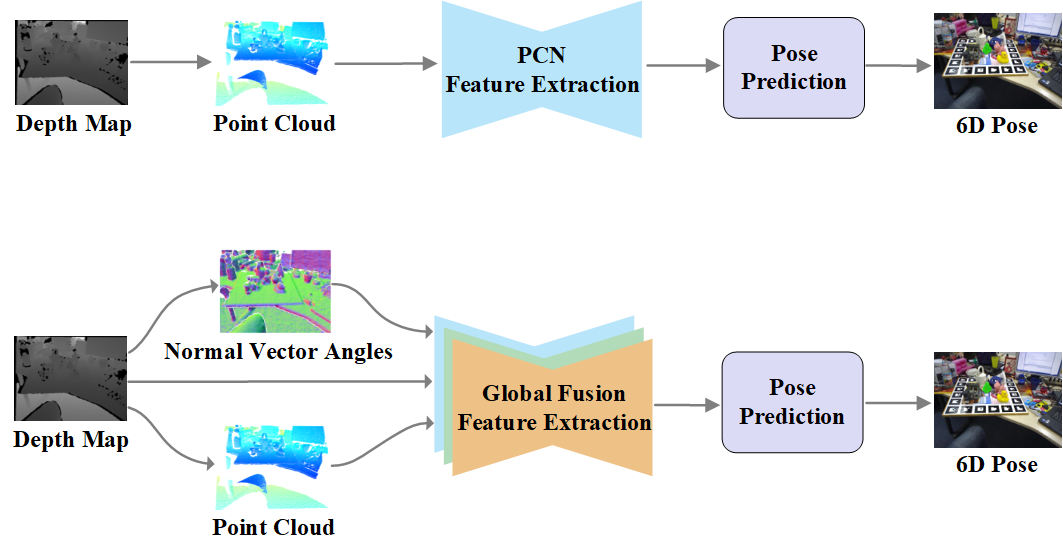 PCN
Feature Extraction
Pose
Prediction
Depth Map
Point Cloud
6D Pose
Normal Vector Angles
Global Fusion
Feature Extraction
Pose
Prediction
Depth Map
6D Pose
Point Cloud